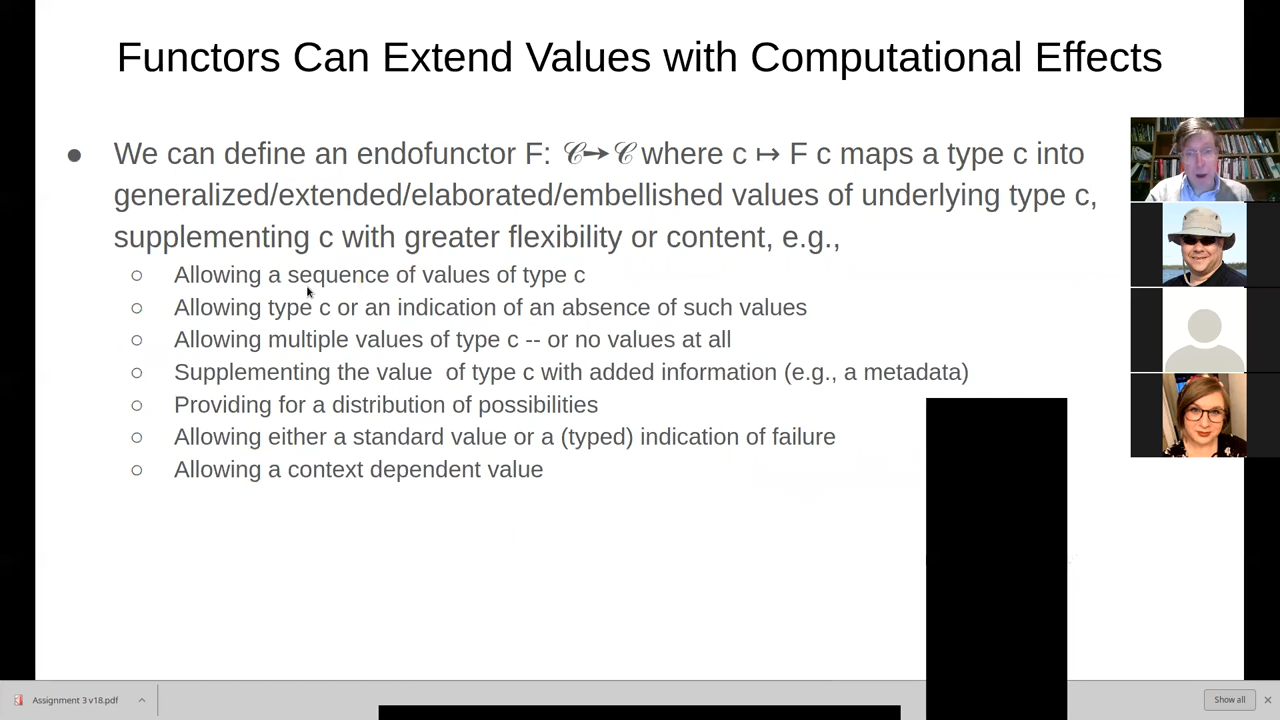 Functors Can Extend Values with Computational Effects
● We can define an endofunctor F: 𝒞→𝒞 where c ↦ F c maps a type c into
generalized/extended/elaborated/embellished values of underlying type c,
supplementing c with greater flexibility or content, e.g.,
○ Allowing a sequence of values of type c
○ Allowing type c or an indication of an absence of such values
○ Allowing multiple values of type c -- or no values at all
○ Supplementing the value of type c with added information (e.g., a metadata)
○ Providing for a distribution of possibilities
○ Allowing either a standard value or a (typed) indication of failure
○ Allowing a context dependent value
Assignment 3 v18.pdf
Show all